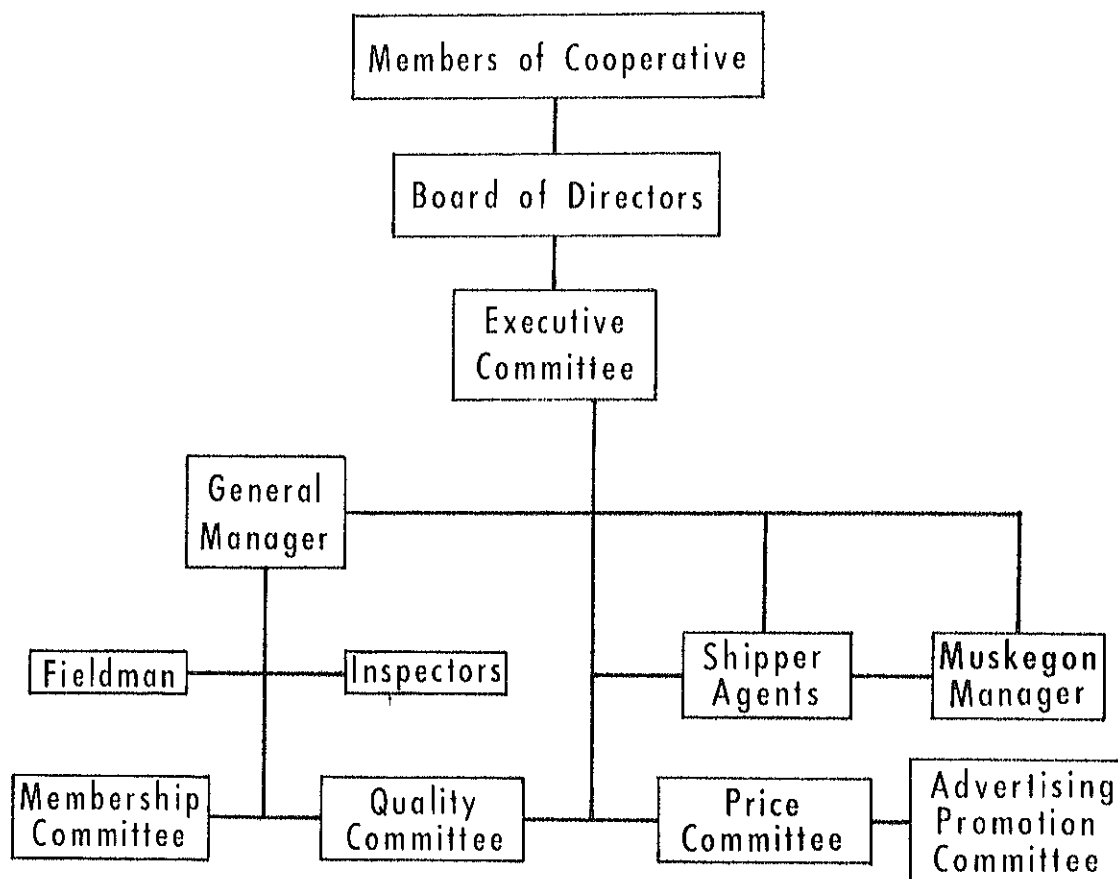 Members of Cooperative
Board of Directors
Executive
Committee
General
Manager
Fieldman
Inspectors
Shipper
Agents
Muskegon
Manager
Membership
Committee
Quality
Committee
Price
Committee
Advertising
Promotion
Committee